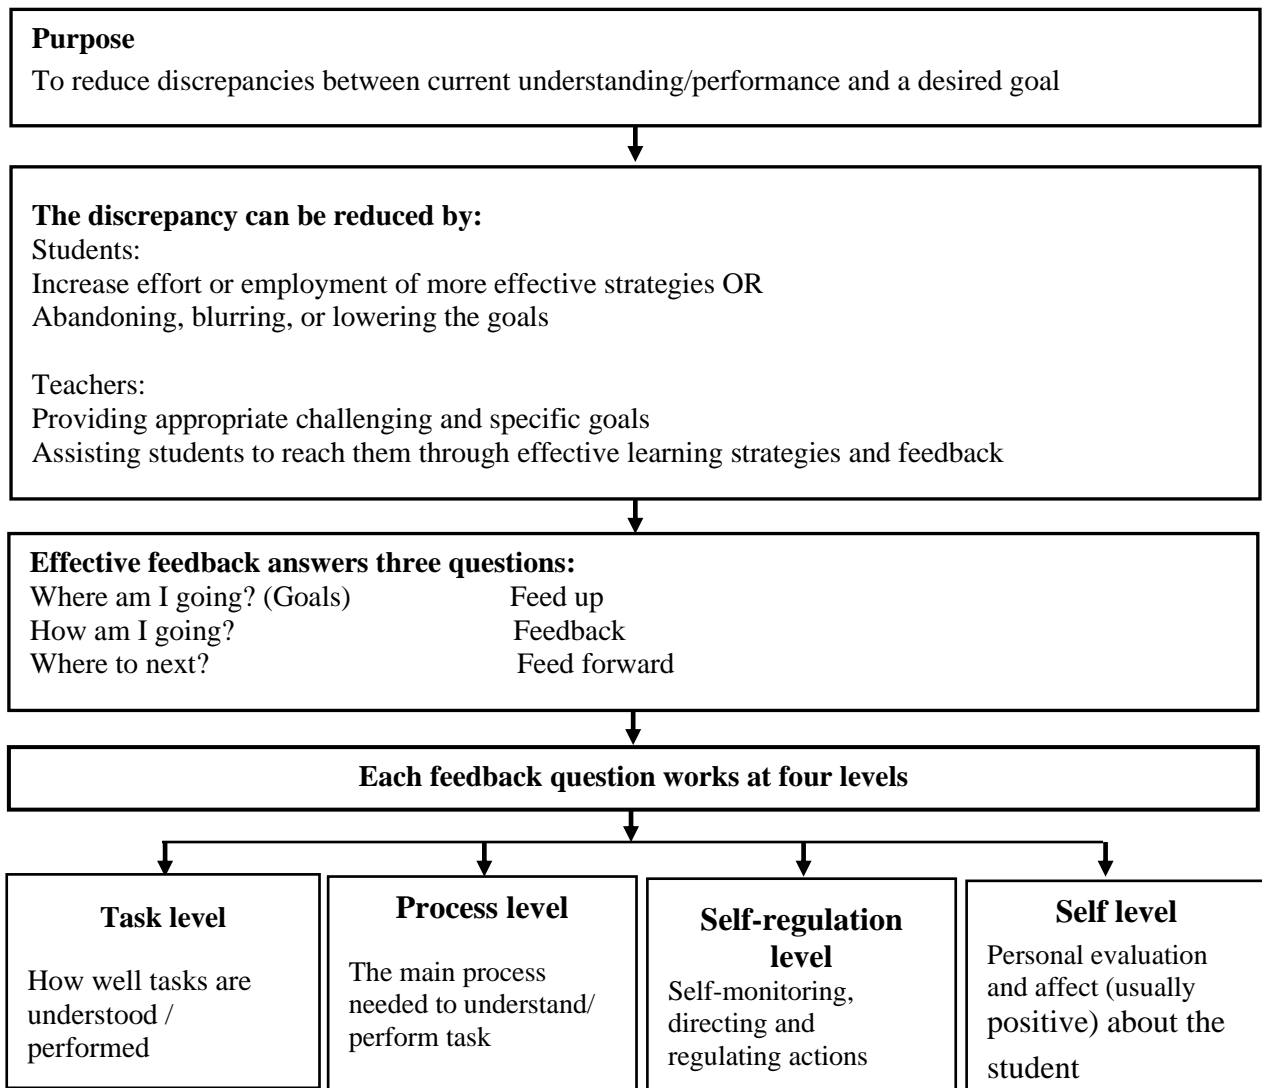 Purpose
To reduce discrepancies between current understanding/performance and a desired goal
The discrepancy can be reduced by:
Students:
Increase effort or employment of more effective strategies OR
Abandoning, blurring, or lowering the goals
Teachers:
Providing appropriate challenging and specific goals
Assisting students to reach them through effective learning strategies and feedback
Effective feedback answers three questions:
Where am I going? (Goals) Feed up
How am I going? Feedback
Where to next? Feed forward
Each feedback question works at four levels
Task level
How well tasks are
understood /
performed
Process level
The main process
needed to understand/
perform task
Self-regulation
level
Self-monitoring,
directing and
regulating actions
Self level
Personal evaluation
and affect (usually
positive) about the
student